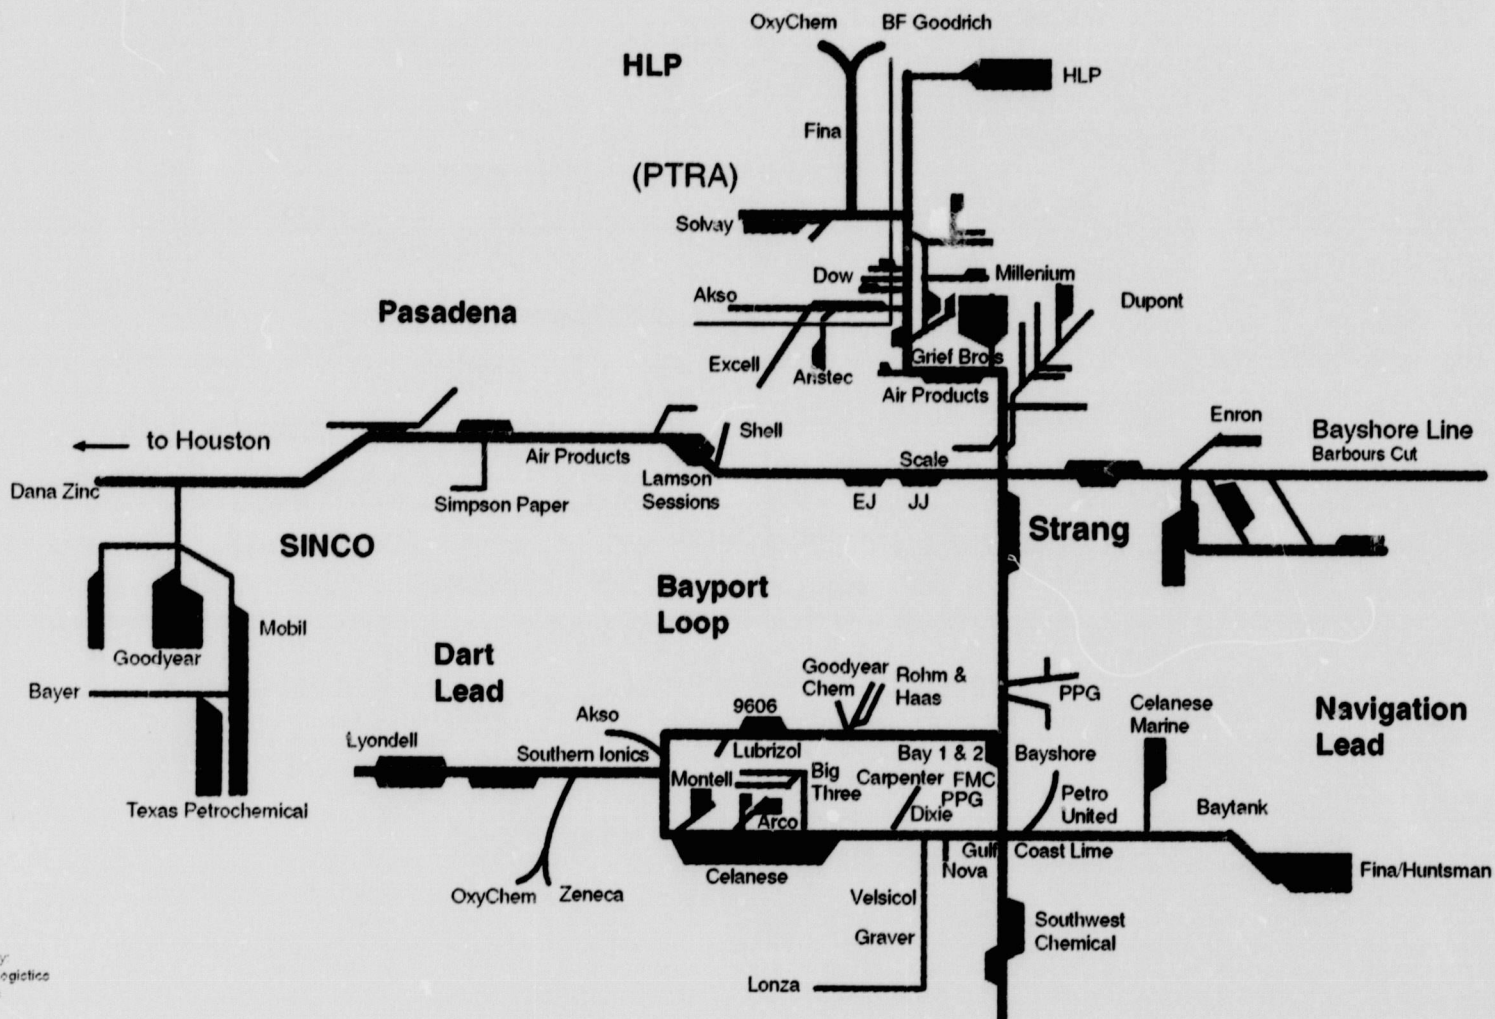 OxyChem
BF Goodrich
HLP
HLP
Fina
(PTRA)
Solvay
Dow
Millenium
Akso
Dupont
Pasadena
Excell
Aristec
Grief Bros
Air Products
to Houston
Shell
Enron
Bayshore Line
Barbours Cut
Air Products
Scale
Dana Zinc
Simpson Paper
Lamson
Sessions
EJ
JJ
Strang
SINCO
Bayport
Loop
Mobil
Goodyear
Dart
Lead
Bayer
Goodyear
Chem
Rohm &
Haas
PPG
Celanese
Marine
Navigation
Lead
9606
Akso
Lyondell
Southern Ionics
Lubrizol
Bay 1 & 2
Bayshore
Montell
Big
Three
Carpenter
FMC
PPG
Dixie
Petro
United
Baytank
Texas Petrochemical
Arco
Gulf Coast Lime
Nova
Celanese
Fina/Huntsman
OxyChem
Zeneca
Velsicol
Graver
Southwest
Chemical
Lonza